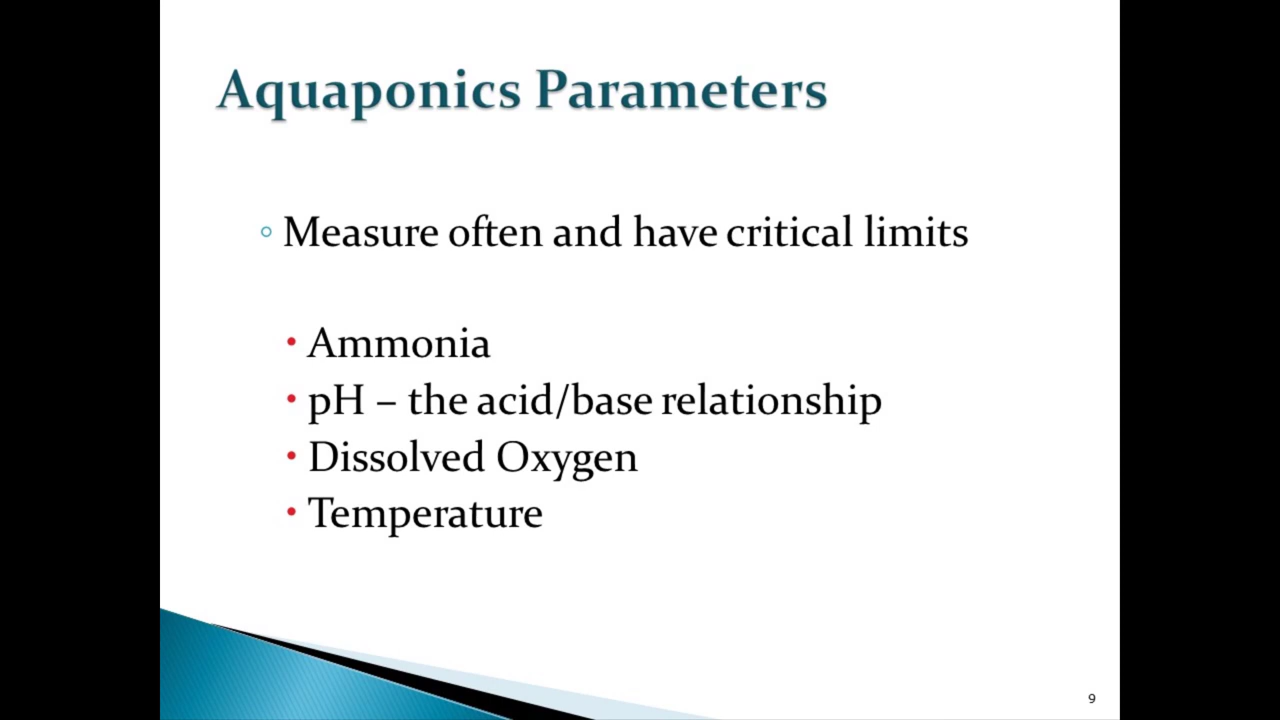 Aquaponics Parameters
Measure often and have critical limits
Ammonia
pH – the acid/base relationship
Dissolved Oxygen
Temperature
9